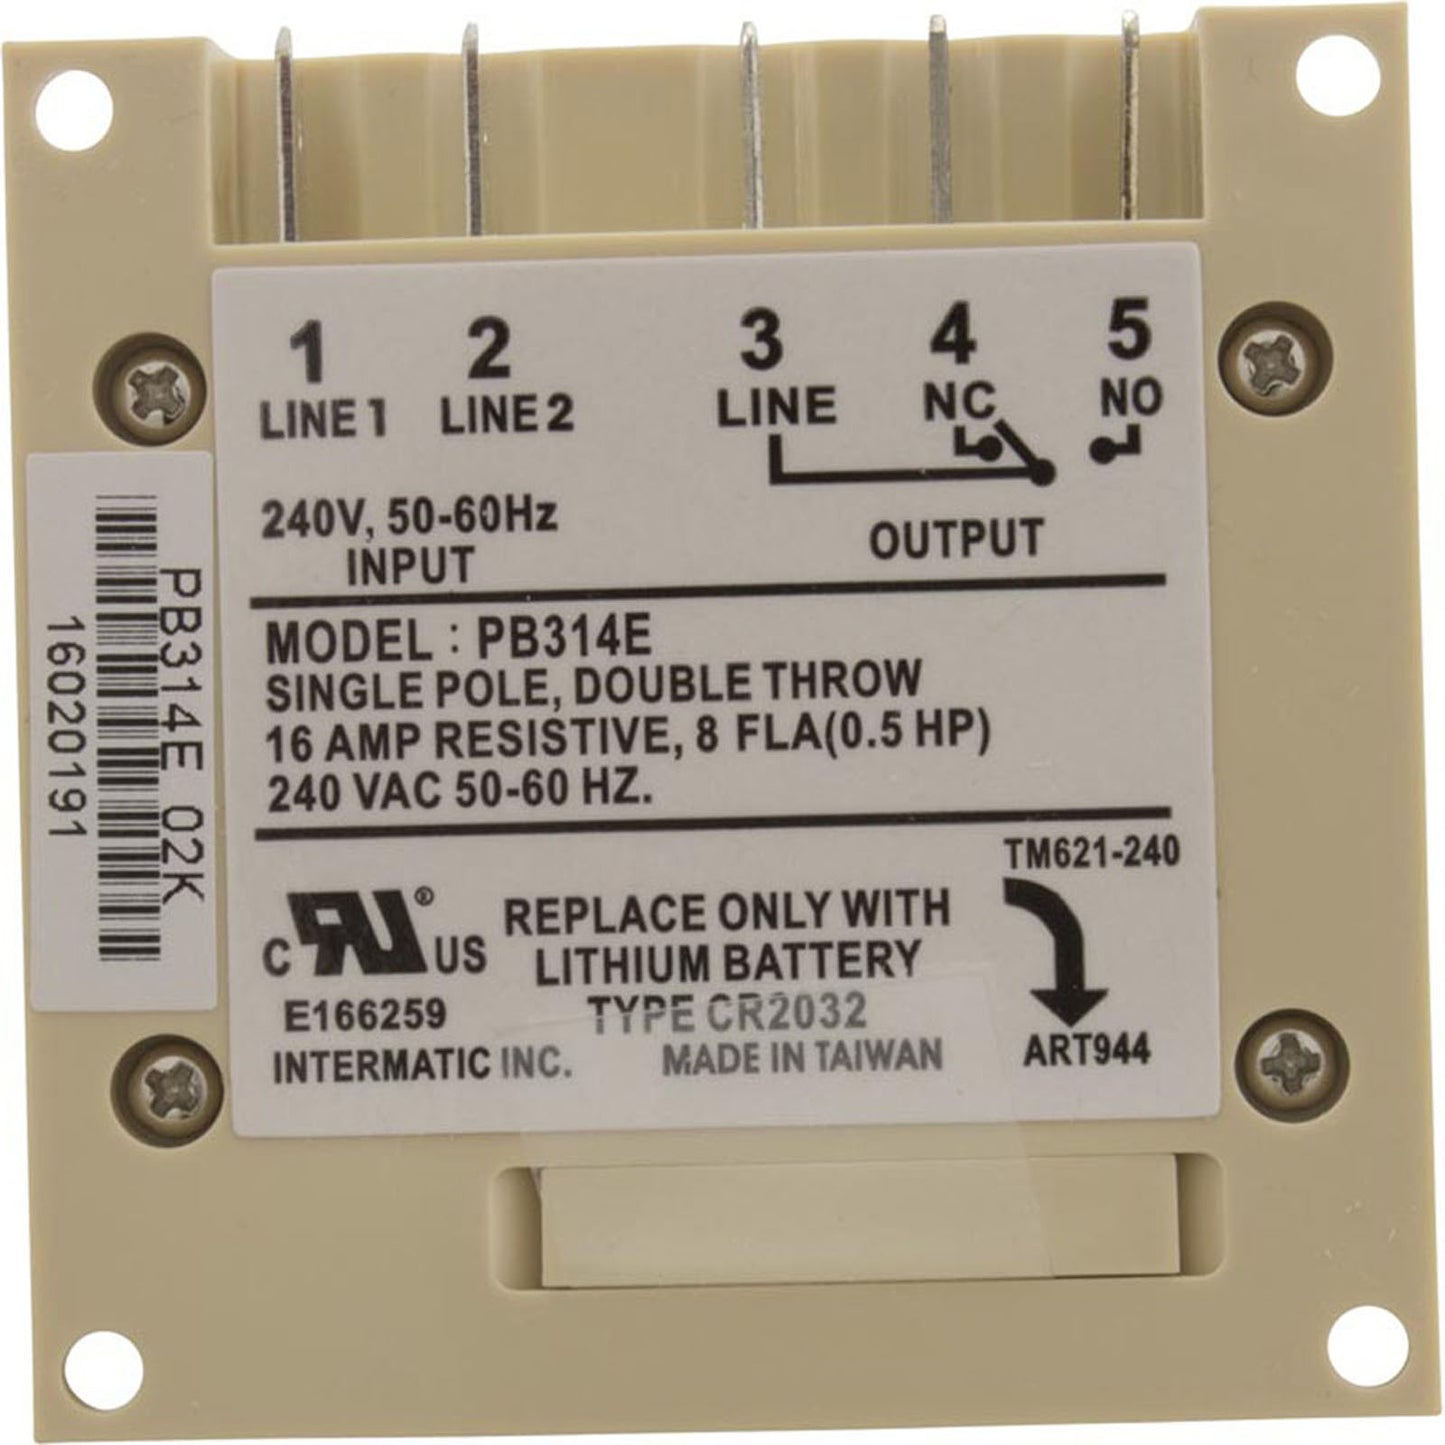 1 2 3 4 5
LINE 1 LINE 2 LINE NC NO
240V, 50-60Hz
INPUT
OUTPUT
MODEL : PB314E
SINGLE POLE, DOUBLE THROW
16 AMP RESISTIVE, 8 FLA(0.5 HP)
240 VAC 50-60 HZ.
TM621-240
C RU ® US
E166259
INTERMATIC INC.
REPLACE ONLY WITH
LITHIUM BATTERY
TYPE CR2032
MADE IN TAIWAN
ART944
PB314E 02K
16020191